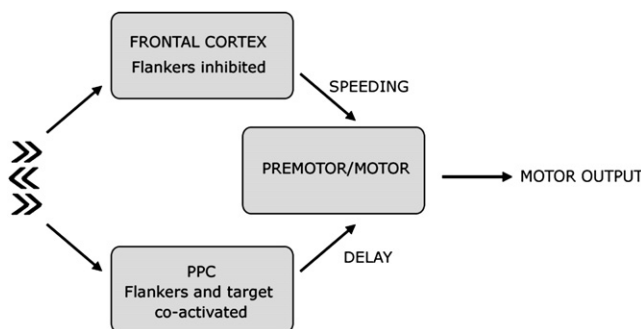 FRONTAL CORTEX
Flankers inhibited
SPEEDING
PREMOTOR/MOTOR
MOTOR OUTPUT
DELAY
PPC
Flankers and target
co-activated